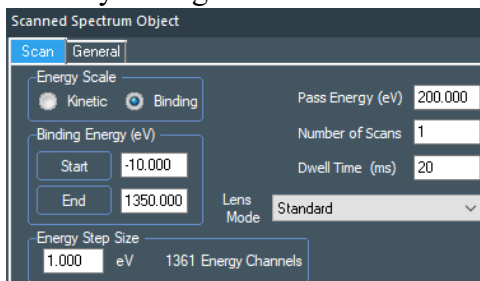 Scanned Spectrum Object
Scan General
Energy Scale
Kinetic Binding
Pass Energy (eV) 200.000
Binding Energy (eV)
Number of Scans 1
Start -10.000
Dwell Time (ms) 20
End 1350.000
Lens Mode Standard
Energy Step Size
1.000 eV 1361 Energy Channels